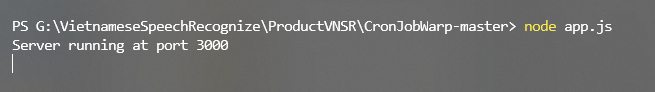 PS G:\VietnameseSpeechRecognize\ProductVNSR\CronJobWarp-master> node app.js
Server running at port 3000